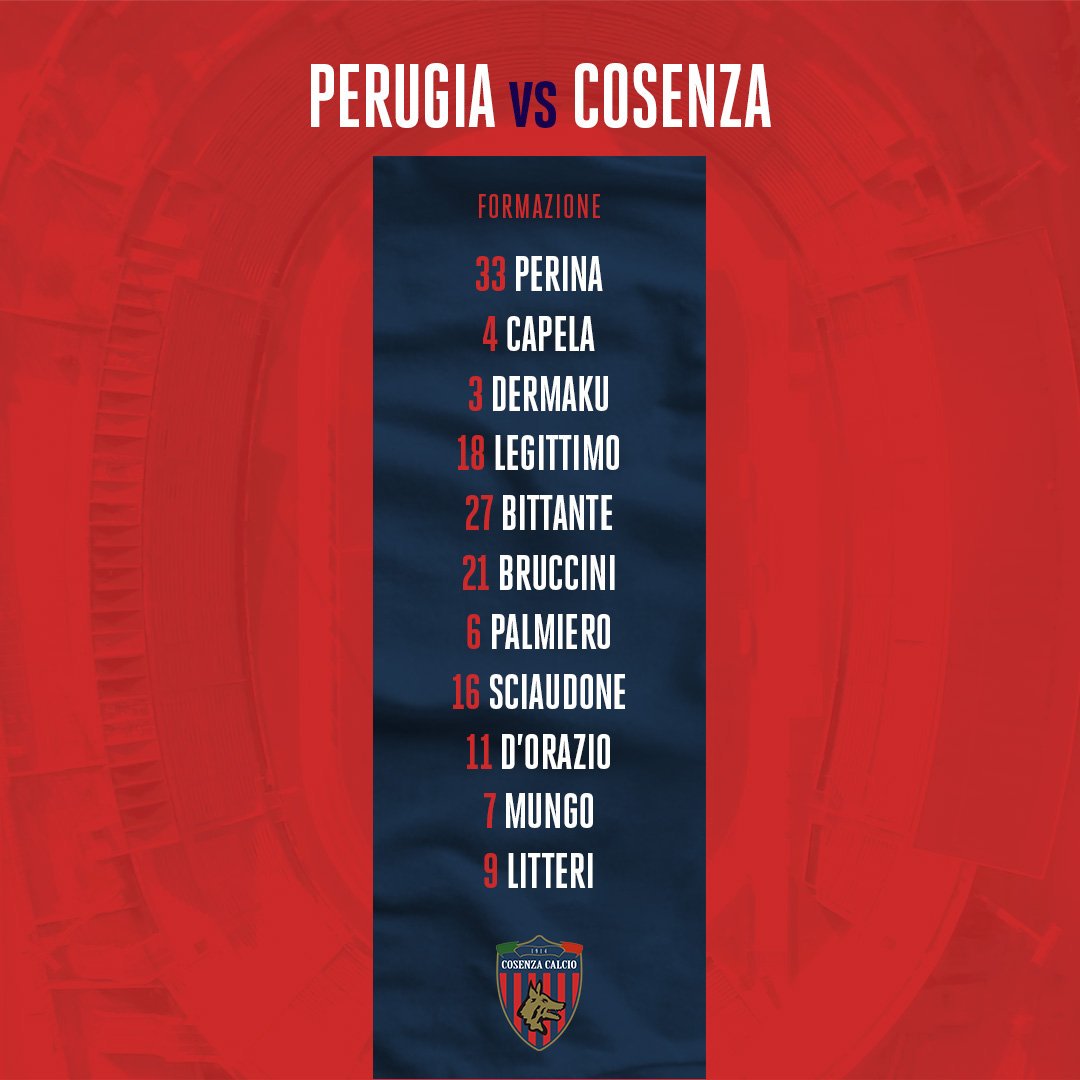 PERUGIA VS COSENZA
FORMAZIONE
33 PERINA
4 CAPELA
3 DERMAKU
18 LEGITTIMO
27 BITTANTE
21 BRUCCINI
6 PALMIERO
16 SCIAUDONE
11 D'ORAZIO
7 MUNGO
9 LITTERI
1914
COSENZA CALCIO